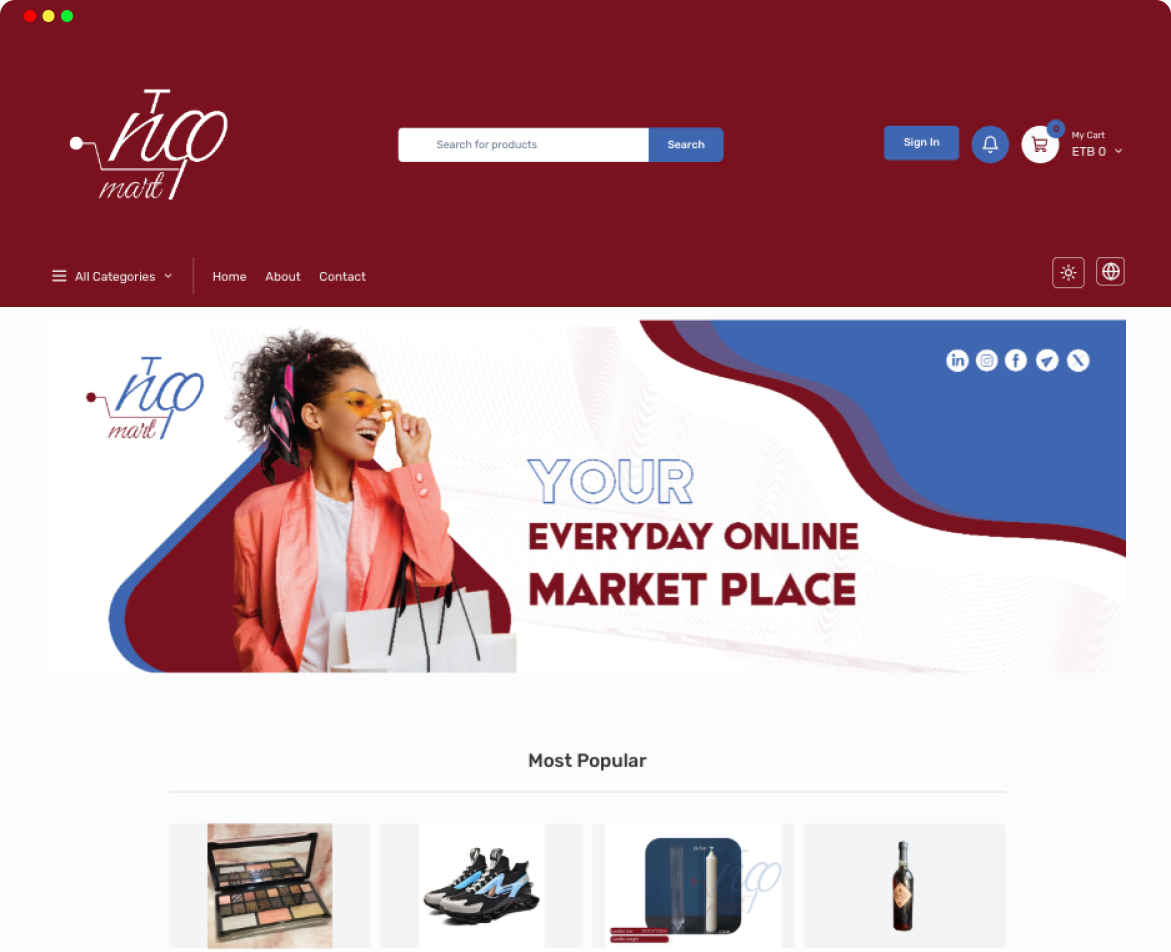 mart
Search for products
Search
Sign In
0
My Cart
ETB 0
All Categories
Home
About
Contact
mart
in
YOUR
EVERYDAY ONLINE
MARKET PLACE
Most Popular